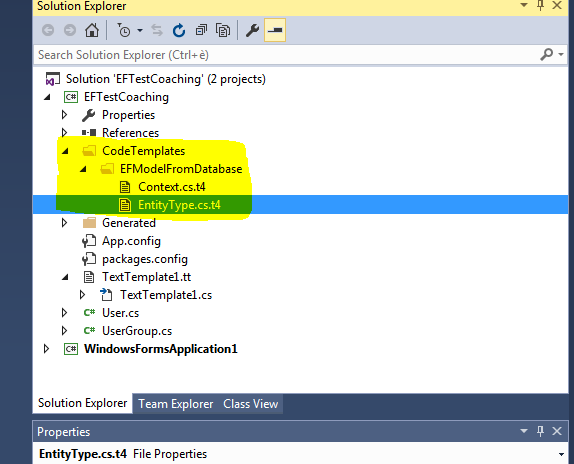 Solution Explorer
Search Solution Explorer (Ctrl+è)
Solution 'EFTestCoaching' (2 projects)
C# EFTestCoaching
Properties
References
CodeTemplates
EFModelFromDatabase
Context.cs.t4
EntityType.cs.t4
Generated
App.config
packages.config
TextTemplate1.tt
TextTemplate1.cs
C# User.cs
C# UserGroup.cs
C# WindowsFormsApplication1
Solution Explorer Team Explorer Class View
Properties
EntityType.cs.t4 File Properties